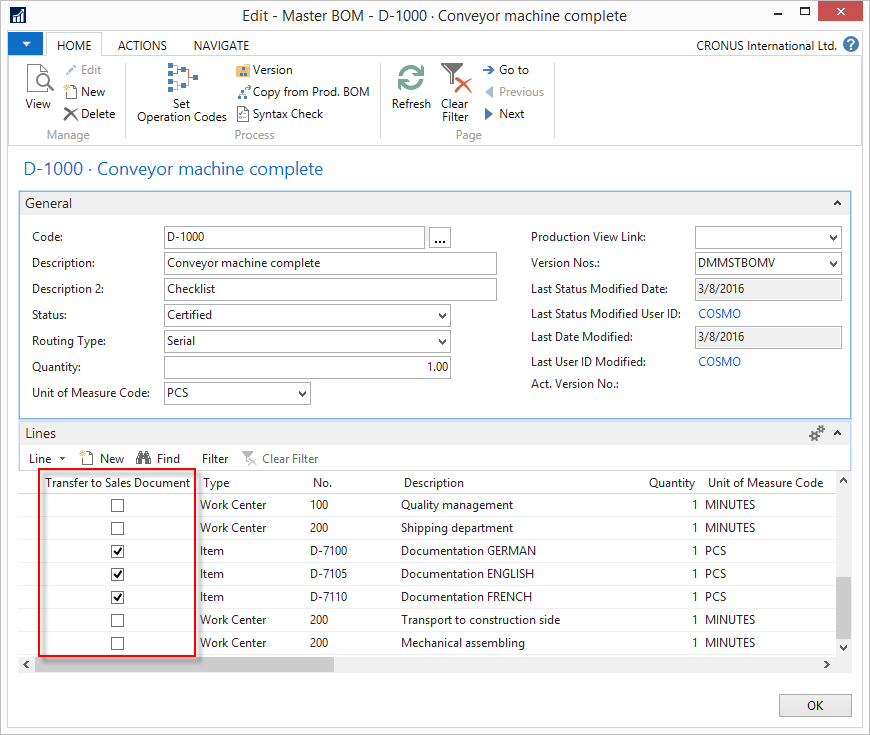 Edit - Master BOM - D-1000 · Conveyor machine complete
HOME ACTIONS NAVIGATE CRONUS International Ltd. ?
View
Edit
New
Delete
Manage
Set Operation Codes
Version
Copy from Prod. BOM
Syntax Check
Process
Refresh
Clear Filter
Go to
Previous
Next
Page
D-1000 · Conveyor machine complete
General
Code: D-1000 ...
Description: Conveyor machine complete
Description 2: Checklist
Status: Certified
Routing Type: Serial
Quantity: 1.00
Unit of Measure Code: PCS
Production View Link:
Version Nos.: DMMSTBOMV
Last Status Modified Date: 3/8/2016
Last Status Modified User ID: COSMO
Last Date Modified: 3/8/2016
Last User ID Modified: COSMO
Act. Version No.:
Lines
Line New Find Filter Clear Filter
Transfer to Sales Document Type No. Description Quantity Unit of Measure Code
Work Center 100 Quality management 1 MINUTES
Work Center 200 Shipping department 1 MINUTES
Item D-7100 Documentation GERMAN 1 PCS
Item D-7105 Documentation ENGLISH 1 PCS
Item D-7110 Documentation FRENCH 1 PCS
Work Center 200 Transport to construction side 1 MINUTES
Work Center 200 Mechanical assembling 1 MINUTES
OK